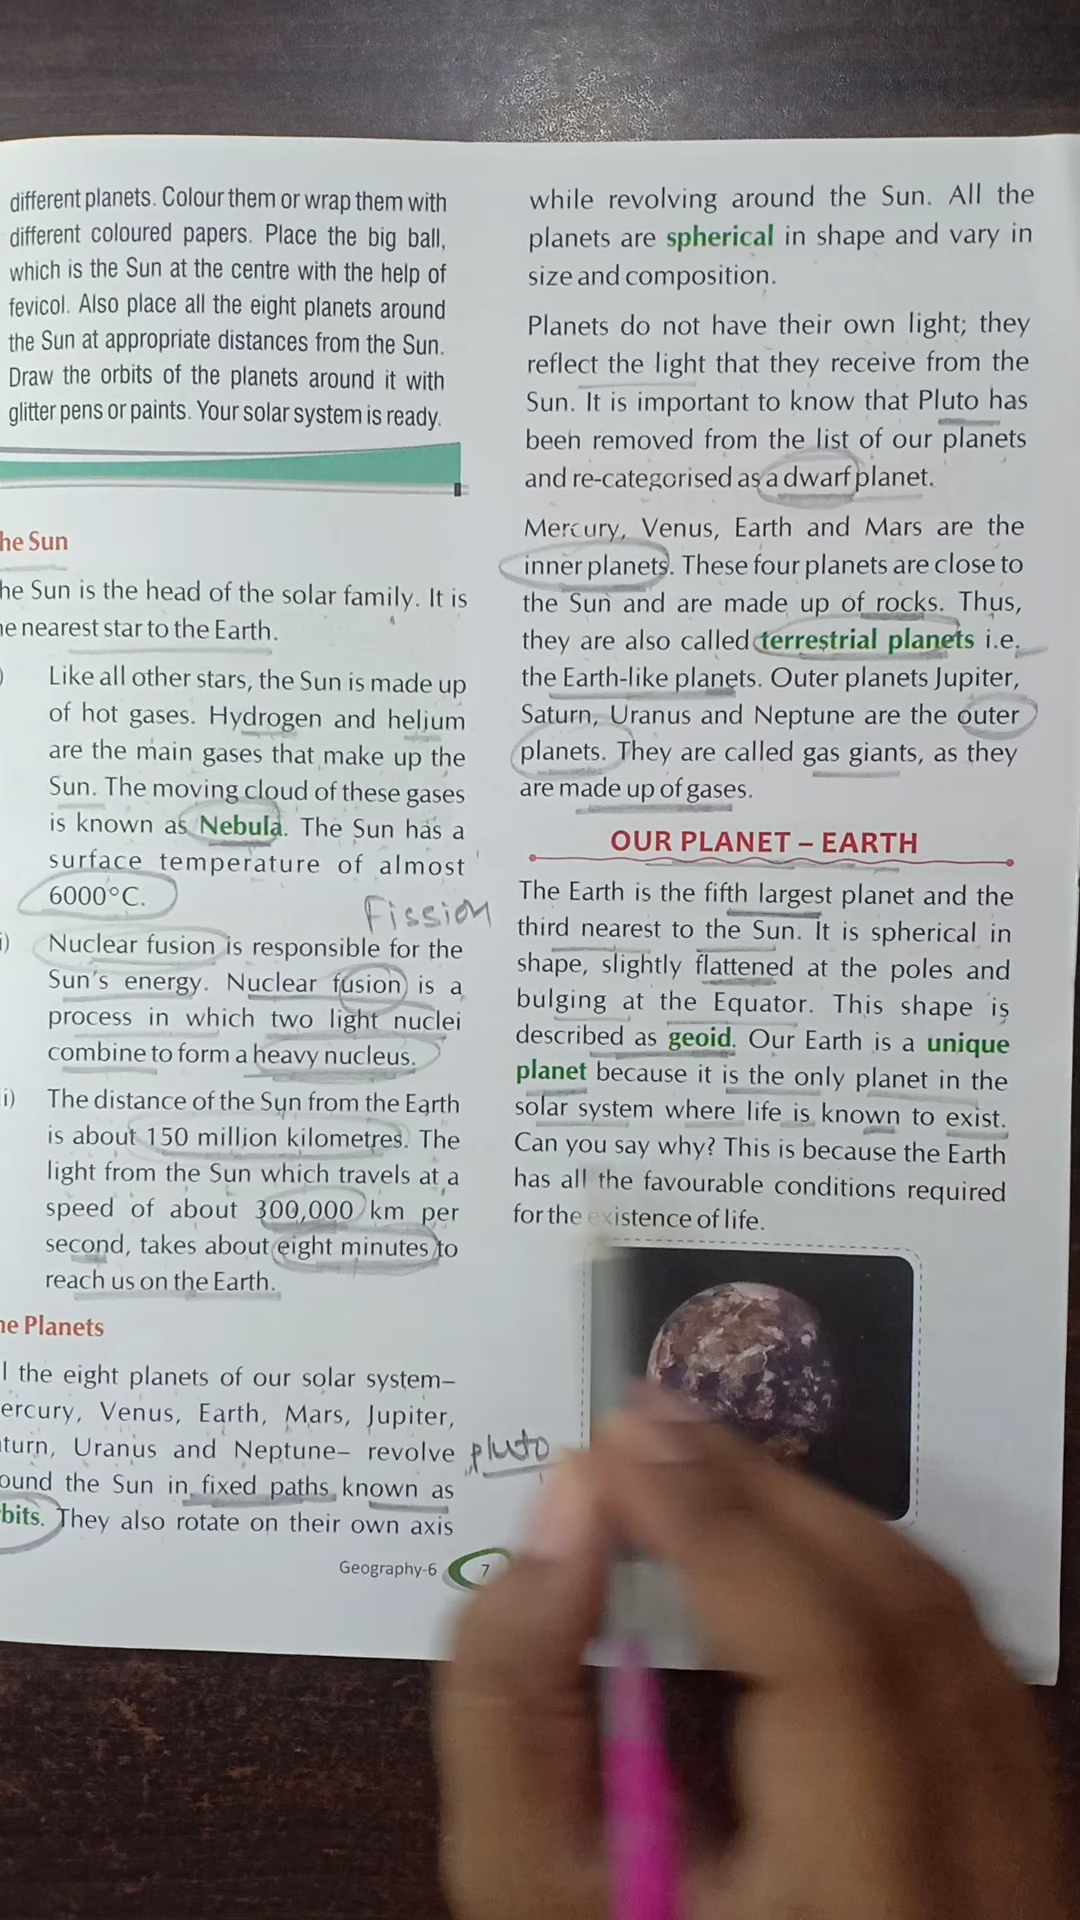 different planets. Colour them or wrap them with
different coloured papers. Place the big ball,
which is the Sun at the centre with the help of
fevicol. Also place all the eight planets around
the Sun at appropriate distances from the Sun.
Draw the orbits of the planets around it with
glitter pens or paints. Your solar system is ready.
he Sun
he Sun is the head of the solar family. It is
he nearest star to the Earth.
) Like all other stars, the Sun is made up
of hot gases. Hydrogen and helium
are the main gases that make up the
Sun. The moving cloud of these gases
is known as Nebula. The Sun has a
surface temperature of almost
6000°C.
Fission
i) Nuclear fusion is responsible for the
Sun's energy. Nuclear fusion is a
process in which two light nuclei
combine to form a heavy nucleus.
i) The distance of the Sun from the Earth
is about 150 million kilometres. The
light from the Sun which travels at a
speed of about 300,000 km per
second, takes about eight minutes to
reach us on the Earth.
he Planets
l the eight planets of our solar system–
ercury, Venus, Earth, Mars, Jupiter,
turn, Uranus and Neptune– revolve
pluto
ound the Sun in fixed paths known as
bits. They also rotate on their own axis
Geography-6 7
while revolving around the Sun. All the
planets are spherical in shape and vary in
size and composition.
Planets do not have their own light; they
reflect the light that they receive from the
Sun. It is important to know that Pluto has
been removed from the list of our planets
and re-categorised as a dwarf planet.
Mercury, Venus, Earth and Mars are the
inner planets. These four planets are close to
the Sun and are made up of rocks. Thus,
they are also called terrestrial planets i.e.
the Earth-like planets. Outer planets Jupiter,
Saturn, Uranus and Neptune are the outer
planets. They are called gas giants, as they
are made up of gases.
OUR PLANET – EARTH
The Earth is the fifth largest planet and the
third nearest to the Sun. It is spherical in
shape, slightly flattened at the poles and
bulging at the Equator. This shape is
described as geoid. Our Earth is a unique
planet because it is the only planet in the
solar system where life is known to exist.
Can you say why? This is because the Earth
has all the favourable conditions required
for the existence of life.